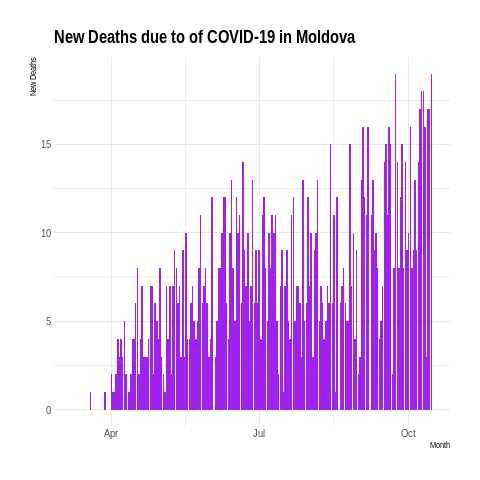 New Deaths due to of COVID-19 in Moldova
New Deaths
15
10
5
0
Apr
Jul
Oct
Month